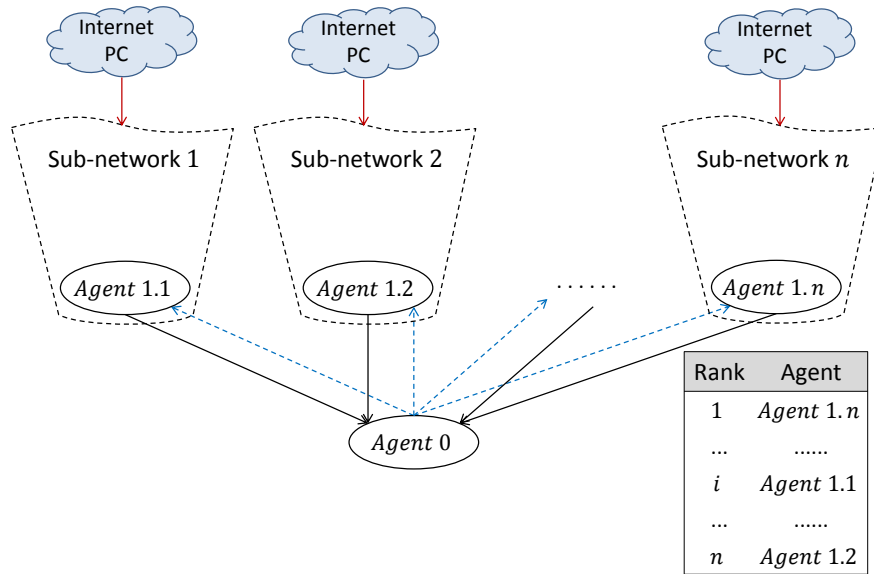 Internet
PC
Internet
PC
Internet
PC
Sub-network 1
Sub-network 2
Sub-network n
Agent 1.1
Agent 1.2
......
Agent 1.n
Agent 0
Rank Agent
1 Agent 1.n
... ......
i Agent 1.1
... ......
n Agent 1.2